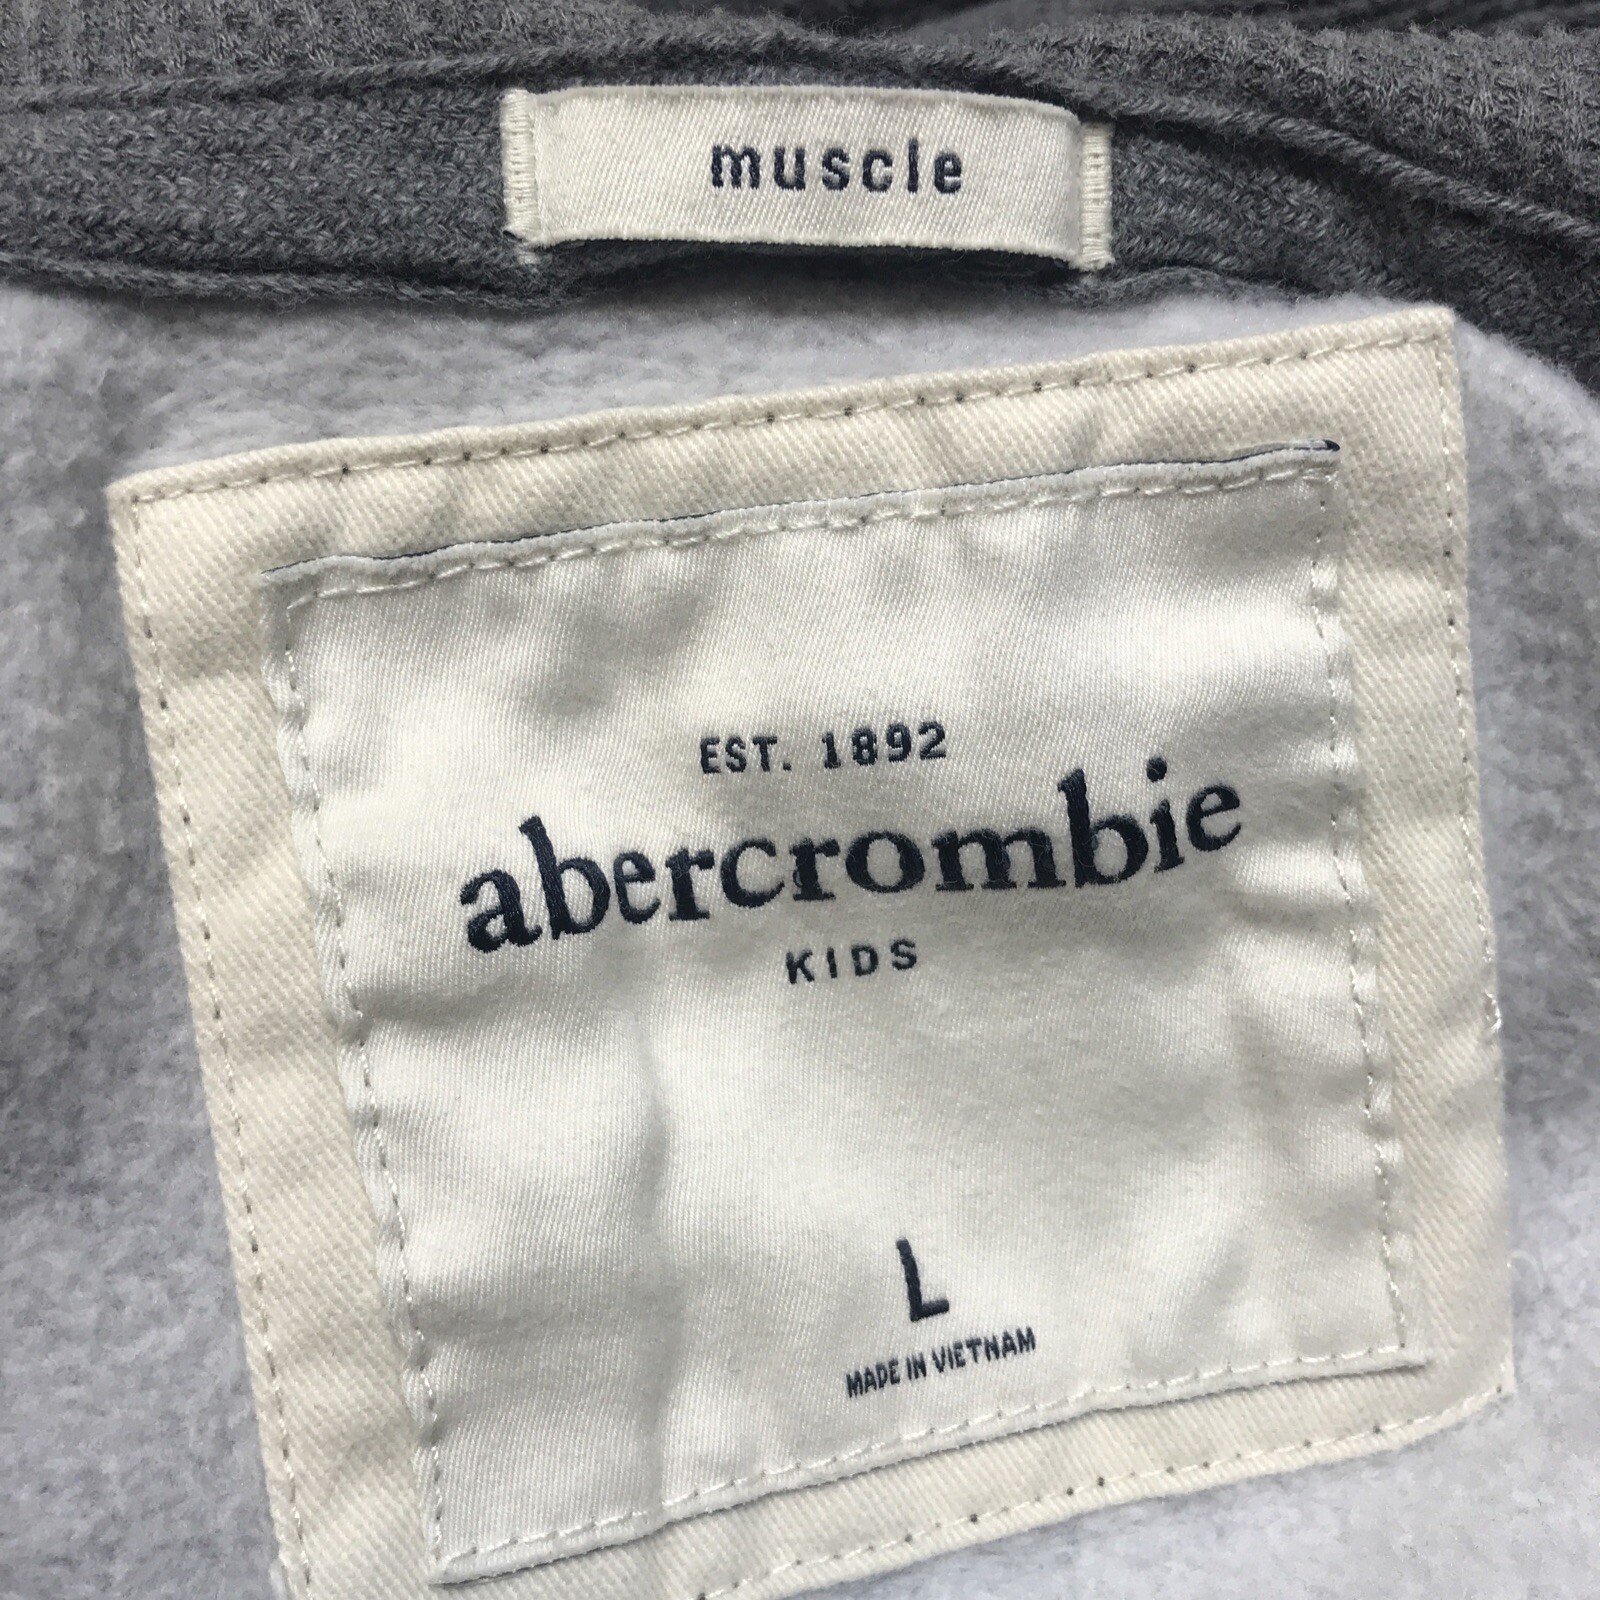 muscle
EST. 1892
abercrombie
KIDS
L
MADE IN VIETNAM